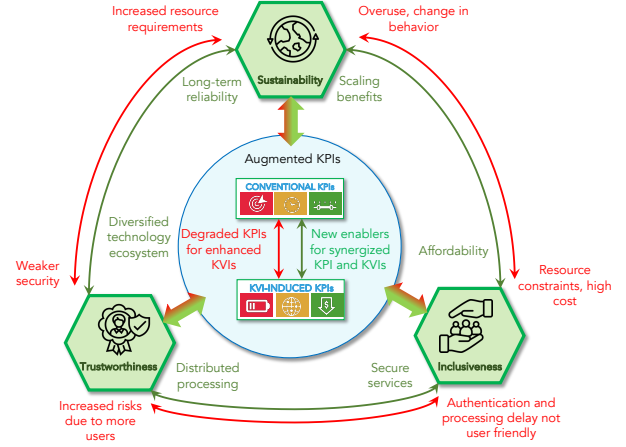 Increased resource
requirements
Overuse, change in
behavior
Sustainability
Long-term
reliability
Scaling
benefits
Augmented KPIs
CONVENTIONAL KPIs
Degraded KPIs
for enhanced
KVIs
New enablers
for synergized
KPI and KVIs
KVI-INDUCED KPIs
$
Diversified
technology
ecosystem
Affordability
Weaker
security
Resource
constraints, high
cost
Trustworthiness
Inclusiveness
Distributed
processing
Secure
services
Increased risks
due to more
users
Authentication and
processing delay not
user friendly